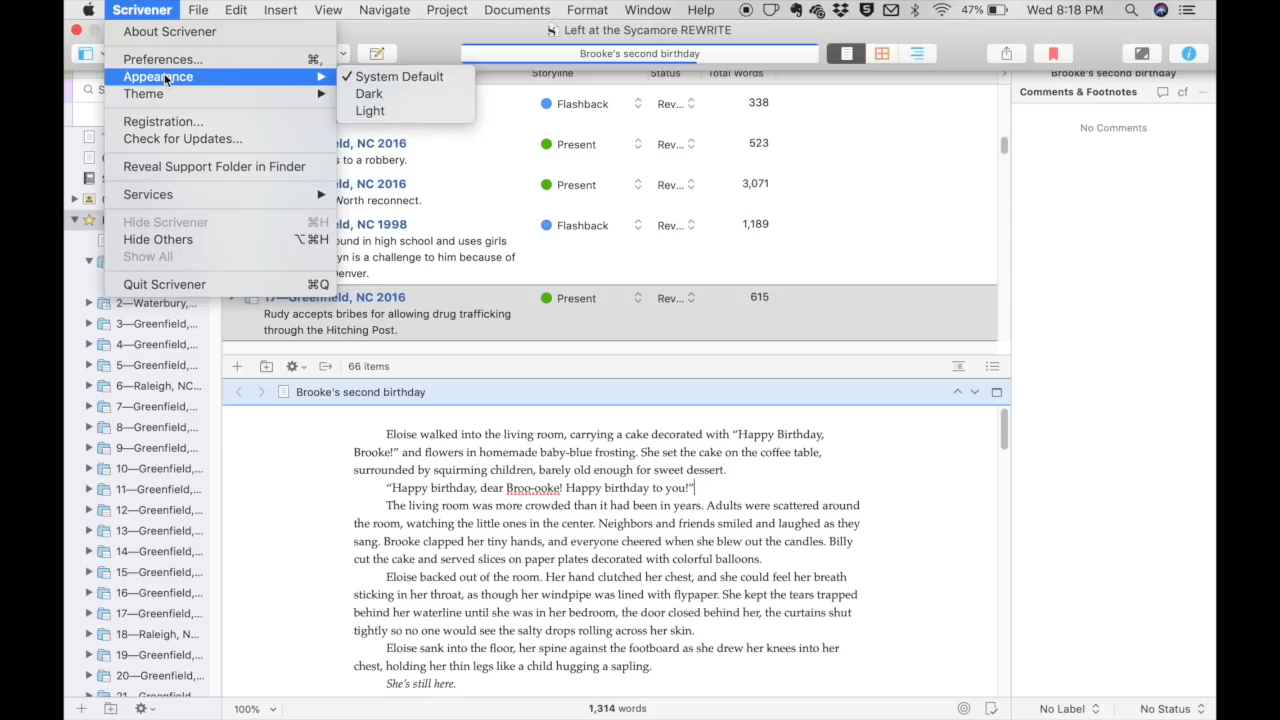 Scrivener File Edit Insert View Navigate Project Documents Format Window Help 47% Wed 8:18 PM
Left at the Sycamore REWRITE
Brooke's second birthday
About Scrivener
Preferences... ⌘,
Appearance
Theme
Registration...
Check for Updates...
Reveal Support Folder in Finder
Services
Hide Scrivener ⌘H
Hide Others ⌥⌘H
Show All
Quit Scrivener ⌘Q
✓ System Default
Dark
Light
Storyline Status Total Words
Flashback Rev... 338
ld, NC 2016 Present Rev... 523
s to a robbery.
ld, NC 2016 Present Rev... 3,071
Worth reconnect.
ld, NC 1998 Flashback Rev... 1,189
und in high school and uses girls
yn is a challenge to him because of
enver.
17—Greenfield, NC 2016 Present Rev... 615
Rudy accepts bribes for allowing drug trafficking
through the Hitching Post.
66 items
Brooke's second birthday
Eloise walked into the living room, carrying a cake decorated with “Happy Birthday,
Brooke!” and flowers in homemade baby-blue frosting. She set the cake on the coffee table,
surrounded by squirming children, barely old enough for sweet dessert.
“Happy birthday, dear Broo-ooke! Happy birthday to you!”
The living room was more crowded than it had been in years. Adults were scattered around
the room, watching the little ones in the center. Neighbors and friends smiled and laughed as they
sang. Brooke clapped her tiny hands, and everyone cheered when she blew out the candles. Billy
cut the cake and served slices on paper plates decorated with colorful balloons.
Eloise backed out of the room. Her hand clutched her chest, and she could feel her breath
sticking in her throat, as though her windpipe was lined with flypaper. She kept the tears trapped
behind her waterline until she was in her bedroom, the door closed behind her, the curtains shut
tightly so no one would see the salty drops rolling across her skin.
Eloise sank into the floor, her spine against the footboard as she drew her knees into her
chest, holding her thin legs like a child hugging a sapling.
She's still here.
2—Waterbury,...
3—Greenfield,...
4—Greenfield,...
5—Greenfield,...
6—Raleigh, NC...
7—Greenfield,...
8—Greenfield,...
9—Greenfield,...
10—Greenfield,...
11—Greenfield,...
12—Greenfield,...
13—Greenfield,...
14—Greenfield,...
15—Greenfield,...
16—Greenfield,...
17—Greenfield,...
18—Raleigh, N...
19—Greenfield,...
20—Greenfield,...
21—Greenfield,...
100% 1,314 words
Brooke's second birthday
Comments & Footnotes cf
No Comments
No Label No Status